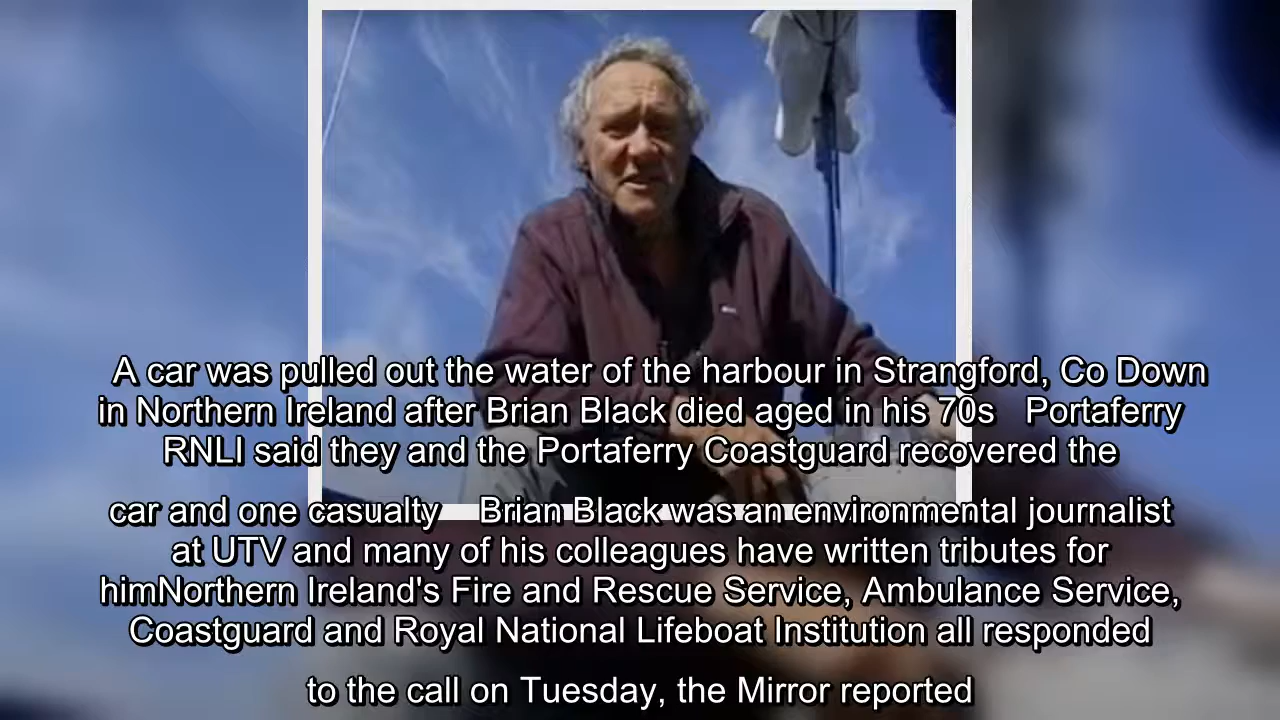 A car was pulled out the water of the harbour in Strangford, Co Down
in Northern Ireland after Brian Black died aged in his 70s   Portaferry
RNLI said they and the Portaferry Coastguard recovered the
car and one casualty    Brian Black was an environmental journalist
at UTV and many of his colleagues have written tributes for
himNorthern Ireland's Fire and Rescue Service, Ambulance Service,
Coastguard and Royal National Lifeboat Institution all responded
to the call on Tuesday, the Mirror reported